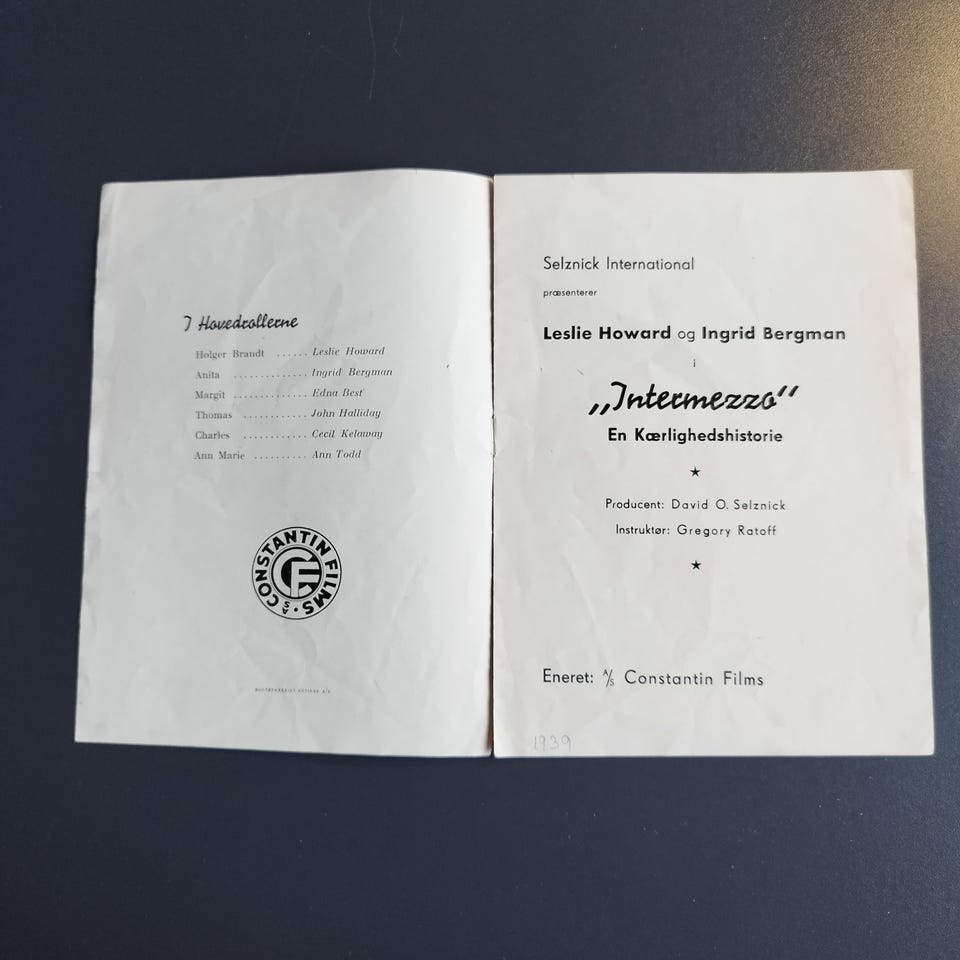 I Hovedrollerne
Holger Brandt ...... Leslie Howard
Anita ............. Ingrid Bergman
Margit ............. Edna Best
Thomas ............ John Halliday
Charles ............ Cecil Kelaway
Ann Marie .......... Ann Todd
A/S CONSTANTIN FILMS
CF
Selznick International
præsenterer
Leslie Howard og Ingrid Bergman
i
„Intermezzo“
En Kærlighedshistorie
★
Producent: David O. Selznick
Instruktør: Gregory Ratoff
★
Eneret: A/S Constantin Films
1939